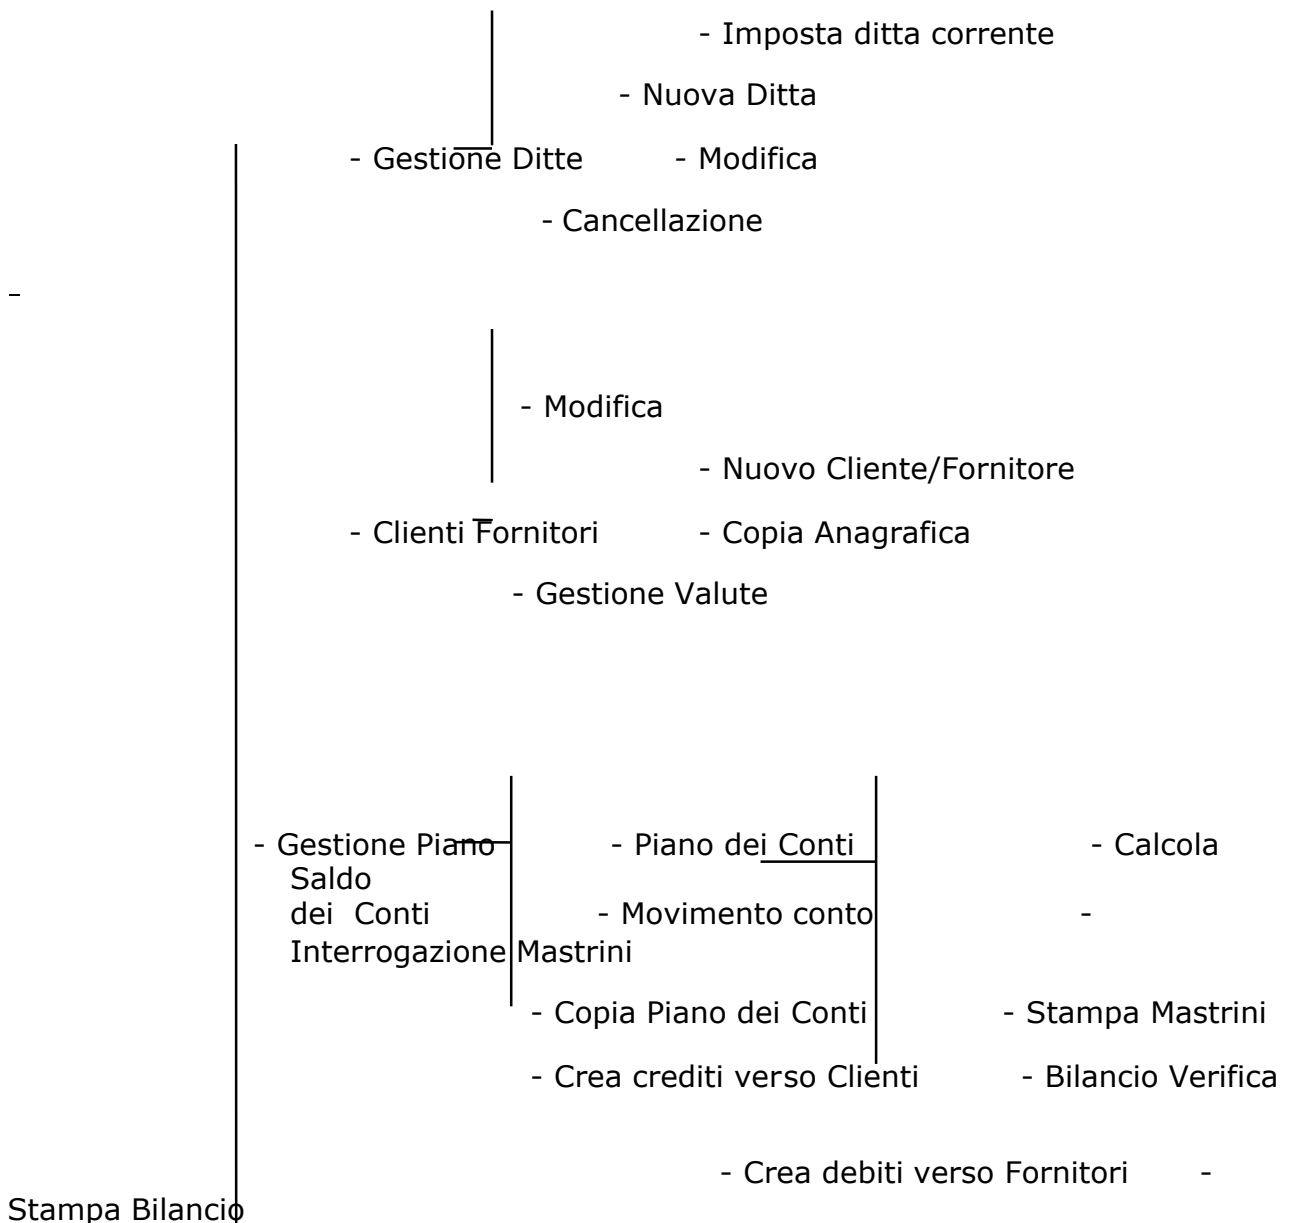 - Imposta ditta corrente
- Nuova Ditta
- Gestione Ditte - Modifica
- Cancellazione
-
- Modifica
- Nuovo Cliente/Fornitore
- Clienti Fornitori - Copia Anagrafica
- Gestione Valute
- Gestione Piano - Piano dei Conti - Calcola
Saldo
dei Conti - Movimento conto -
Interrogazione Mastrini
- Copia Piano dei Conti - Stampa Mastrini
- Crea crediti verso Clienti - Bilancio Verifica
- Crea debiti verso Fornitori -
Stampa Bilancio